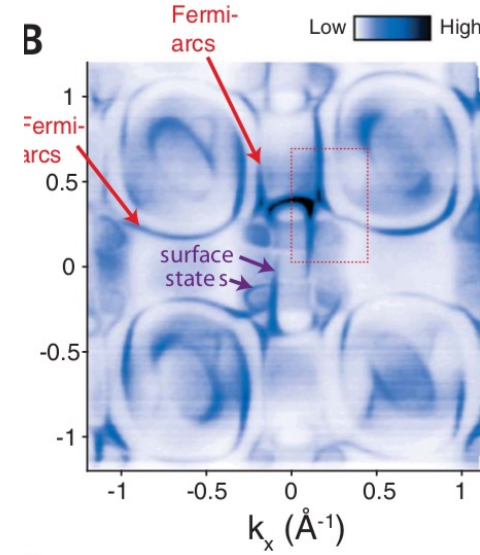 B
Fermi-
arcs
Low
High
Fermi-
arcs
1
0.5
0
-0.5
-1
surface
states
-1
-0.5
0
0.5
1
kx (Å-1)